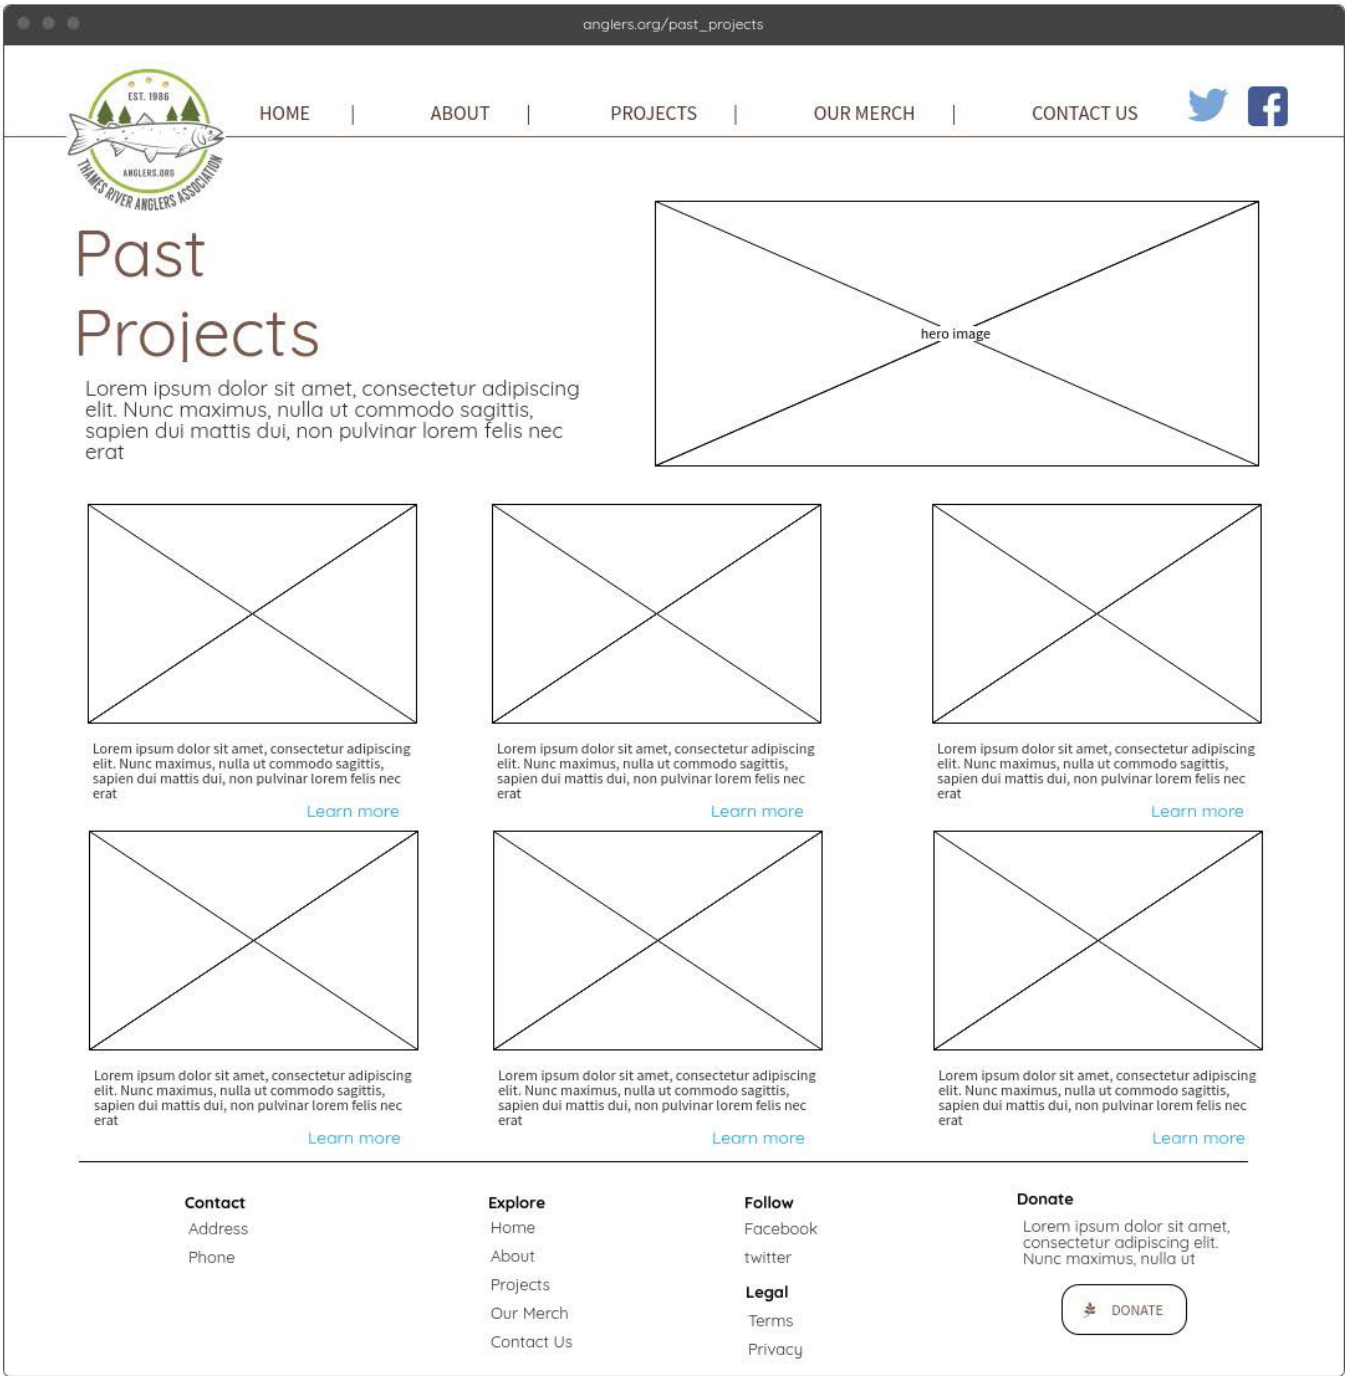 anglers.org/past_projects
EST. 1986
ANGLERS.ORG
THAMES RIVER ANGLERS ASSOCIATION
HOME | ABOUT | PROJECTS | OUR MERCH | CONTACT US
Past
Projects
Lorem ipsum dolor sit amet, consectetur adipiscing
elit. Nunc maximus, nulla ut commodo sagittis,
sapien dui mattis dui, non pulvinar lorem felis nec
erat
hero image
Lorem ipsum dolor sit amet, consectetur adipiscing
elit. Nunc maximus, nulla ut commodo sagittis,
sapien dui mattis dui, non pulvinar lorem felis nec
erat
Learn more
Lorem ipsum dolor sit amet, consectetur adipiscing
elit. Nunc maximus, nulla ut commodo sagittis,
sapien dui mattis dui, non pulvinar lorem felis nec
erat
Learn more
Lorem ipsum dolor sit amet, consectetur adipiscing
elit. Nunc maximus, nulla ut commodo sagittis,
sapien dui mattis dui, non pulvinar lorem felis nec
erat
Learn more
Lorem ipsum dolor sit amet, consectetur adipiscing
elit. Nunc maximus, nulla ut commodo sagittis,
sapien dui mattis dui, non pulvinar lorem felis nec
erat
Learn more
Lorem ipsum dolor sit amet, consectetur adipiscing
elit. Nunc maximus, nulla ut commodo sagittis,
sapien dui mattis dui, non pulvinar lorem felis nec
erat
Learn more
Lorem ipsum dolor sit amet, consectetur adipiscing
elit. Nunc maximus, nulla ut commodo sagittis,
sapien dui mattis dui, non pulvinar lorem felis nec
erat
Learn more
Contact
Address
Phone
Explore
Home
About
Projects
Our Merch
Contact Us
Follow
Facebook
twitter
Legal
Terms
Privacy
Donate
Lorem ipsum dolor sit amet,
consectetur adipiscing elit.
Nunc maximus, nulla ut
DONATE